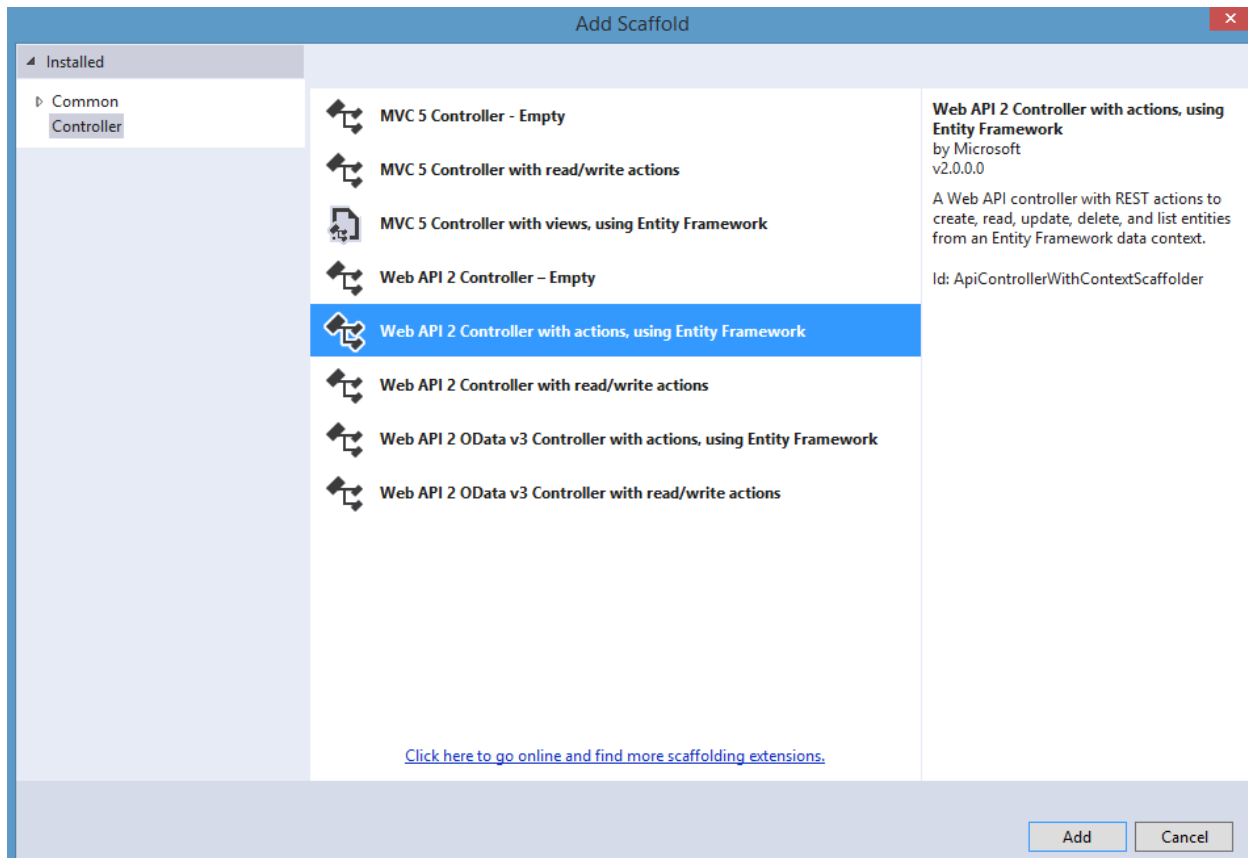 Add Scaffold
Installed
Common
Controller
MVC 5 Controller - Empty
MVC 5 Controller with read/write actions
MVC 5 Controller with views, using Entity Framework
Web API 2 Controller – Empty
Web API 2 Controller with actions, using Entity Framework
Web API 2 Controller with read/write actions
Web API 2 OData v3 Controller with actions, using Entity Framework
Web API 2 OData v3 Controller with read/write actions
Click here to go online and find more scaffolding extensions.
Web API 2 Controller with actions, using
Entity Framework
by Microsoft
v2.0.0.0
A Web API controller with REST actions to
create, read, update, delete, and list entities
from an Entity Framework data context.
Id: ApiControllerWithContextScaffolder
Add
Cancel